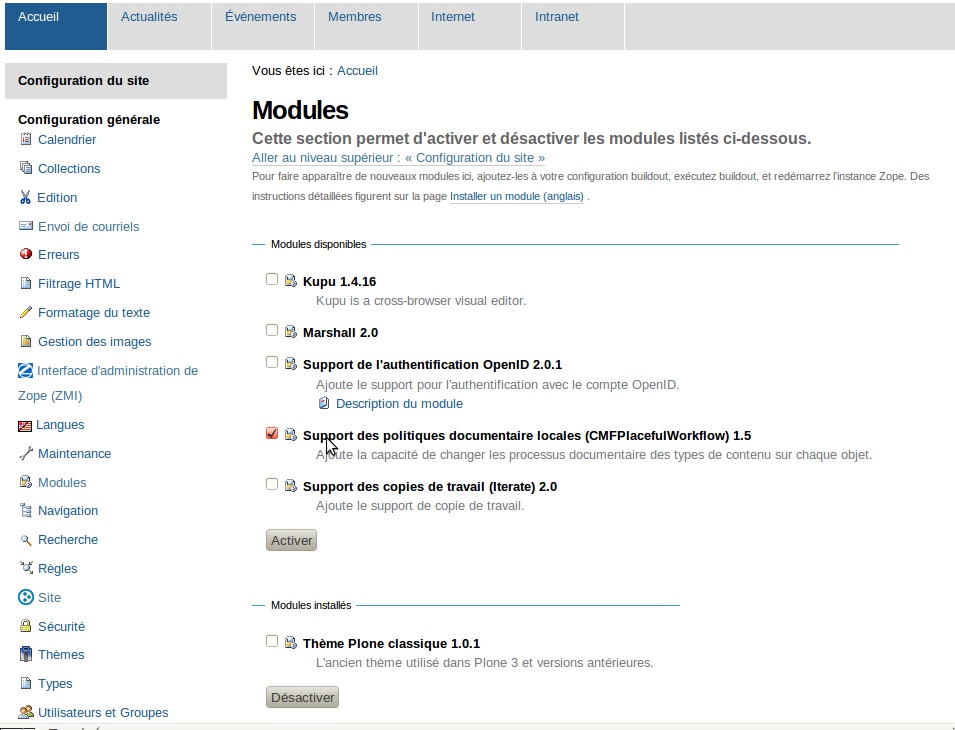 Accueil
Actualités
Événements
Membres
Internet
Intranet
Configuration du site
Configuration générale
Calendrier
Collections
Edition
Envoi de courriels
Erreurs
Filtrage HTML
Formatage du texte
Gestion des images
Interface d'administration de
Zope (ZMI)
Langues
Maintenance
Modules
Navigation
Recherche
Règles
Site
Sécurité
Thèmes
Types
Utilisateurs et Groupes
Vous êtes ici : Accueil
Modules
Cette section permet d'activer et désactiver les modules listés ci-dessous.
Aller au niveau supérieur : « Configuration du site »
Pour faire apparaître de nouveaux modules ici, ajoutez-les à votre configuration buildout, exécutez buildout, et redémarrez l'instance Zope. Des
instructions détaillées figurent sur la page Installer un module (anglais) .
Modules disponibles
Kupu 1.4.16
Kupu is a cross-browser visual editor.
Marshall 2.0
Support de l'authentification OpenID 2.0.1
Ajoute le support pour l'authentification avec le compte OpenID.
Description du module
Support des politiques documentaire locales (CMFPlacefulWorkflow) 1.5
Ajoute la capacité de changer les processus documentaire des types de contenu sur chaque objet.
Support des copies de travail (Iterate) 2.0
Ajoute le support de copie de travail.
Activer
Modules installés
Thème Plone classique 1.0.1
L'ancien thème utilisé dans Plone 3 et versions antérieures.
Désactiver